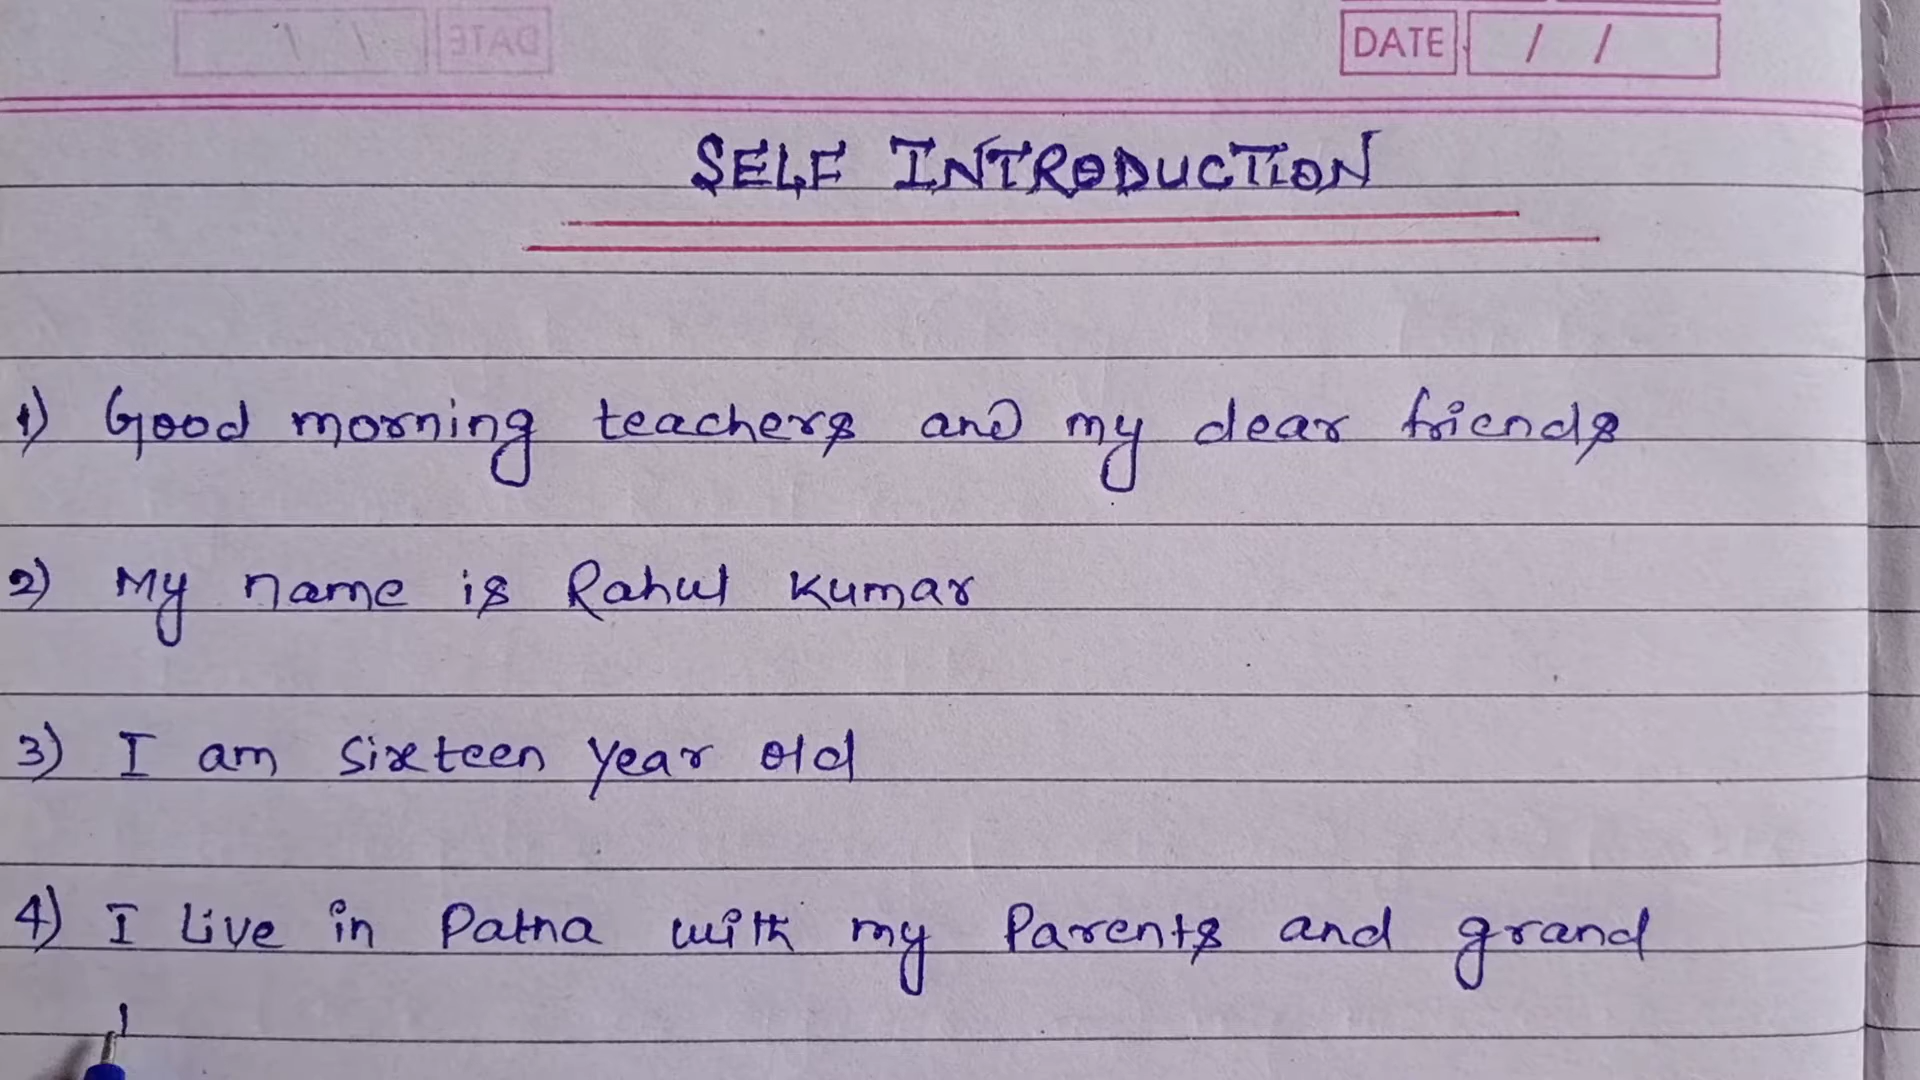 DATE / /
SELF INTRODUCTION
1) Good morning teachers and my dear friends
2) My name is Rahul Kumar
3) I am sixteen year old
4) I Live in Patna with my Parents and grand